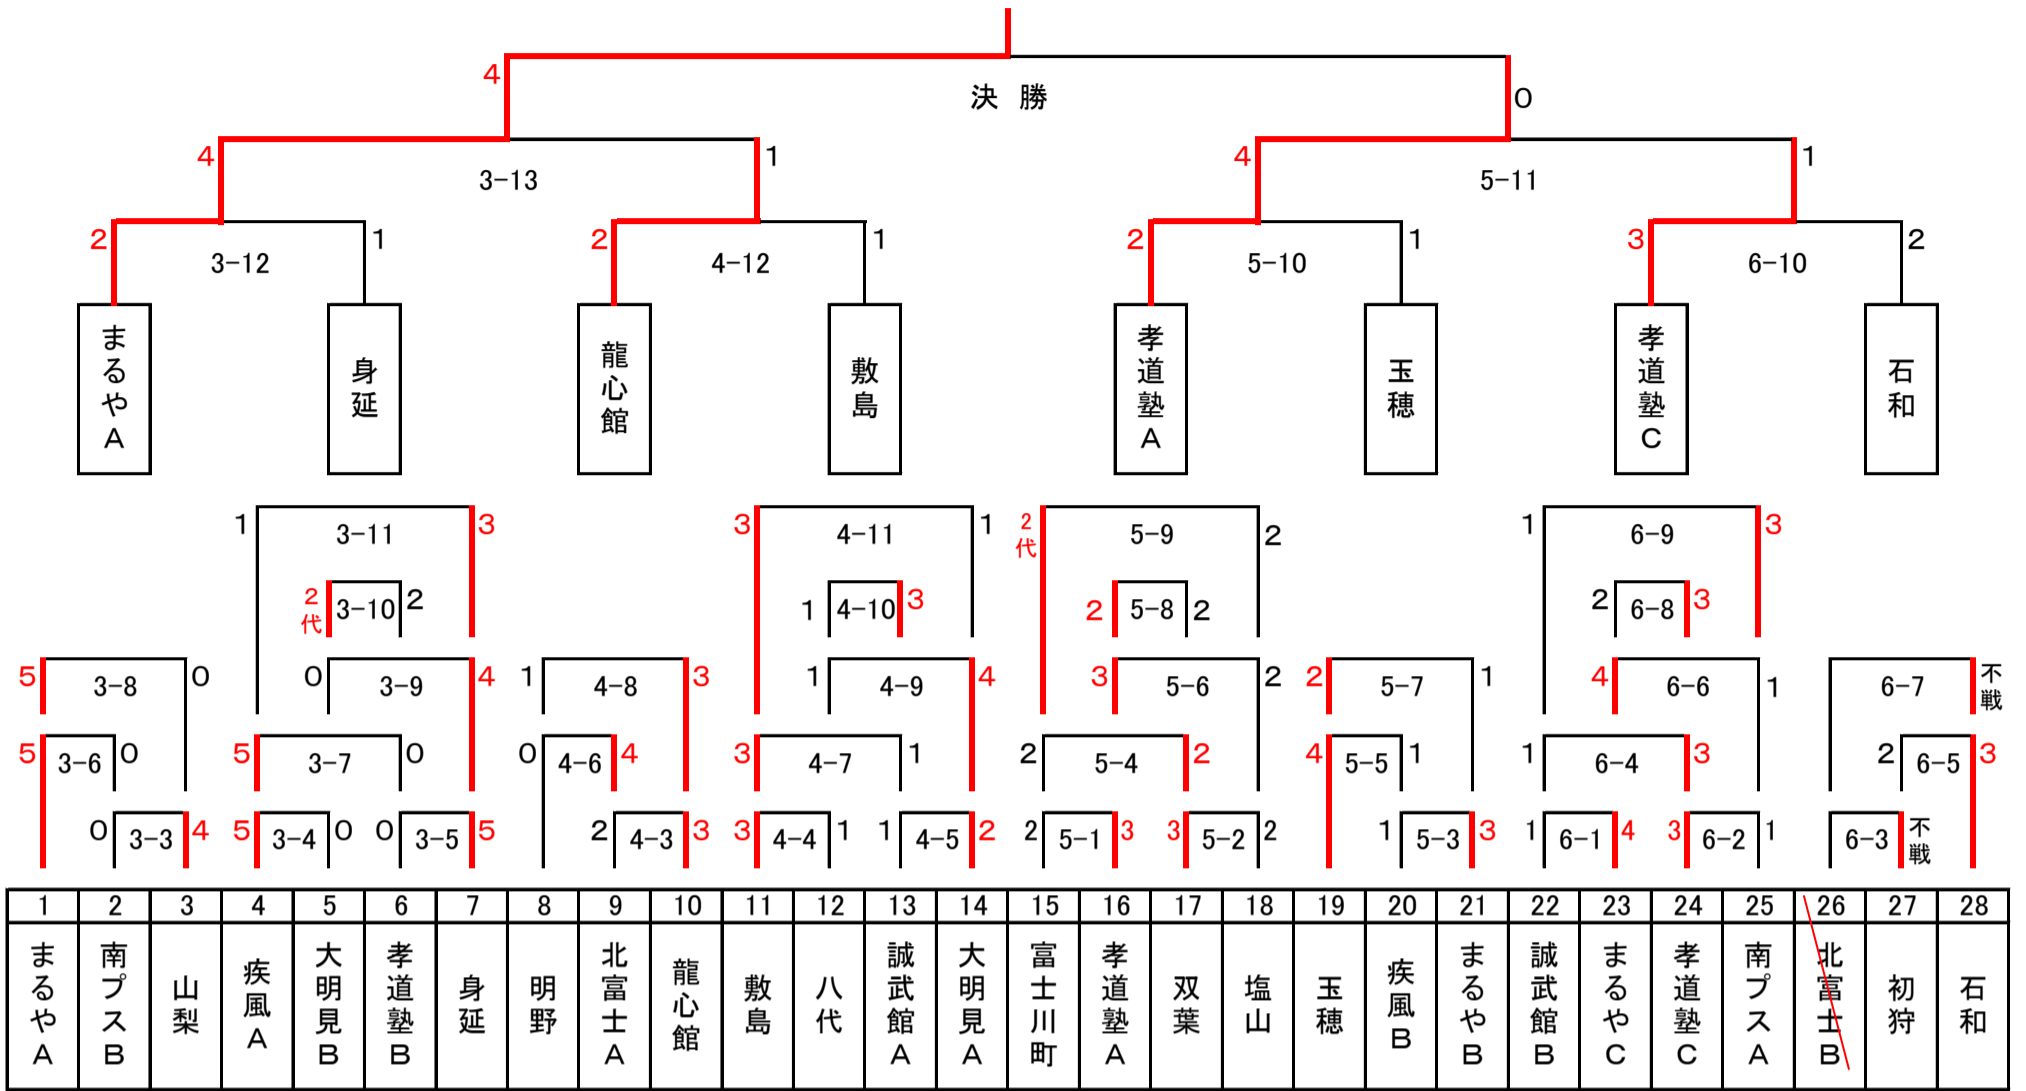 4
決 勝
0
4
3-13
1
4
5-11
1
2
3-12
1
2
4-12
1
2
5-10
1
3
6-10
2
まるやA
身延
龍心館
敷島
孝道塾A
玉穂
孝道塾C
石和
1
3-11
3
3
4-11
1
2代
5-9
2
1
6-9
3
2代
3-10
2
1
4-10
3
2
5-8
2
2
6-8
3
5
3-8
0
0
3-9
4
1
4-8
3
1
4-9
4
3
5-6
2
2
5-7
1
4
6-6
1
6-7
不戦
5
3-6
0
5
3-7
0
0
4-6
4
3
4-7
1
2
5-4
2
4
5-5
1
1
6-4
3
2
6-5
3
0
3-3
4
5
3-4
0
0
3-5
5
2
4-3
3
3
4-4
1
1
4-5
2
2
5-1
3
3
5-2
2
1
5-3
3
1
6-1
4
3
6-2
1
6-3
不戦
1 2 3 4 5 6 7 8 9 10 11 12 13 14 15 16 17 18 19 20 21 22 23 24 25 26 27 28
まるやA
南プスB
山梨
疾風A
大明見B
孝道塾B
身延
明野
北富士A
龍心館
敷島
八代
誠武館A
大明見A
富士川町
孝道塾A
双葉
塩山
玉穂
疾風B
まるやB
誠武館B
まるやC
孝道塾C
南プスA
北富士B
初狩
石和